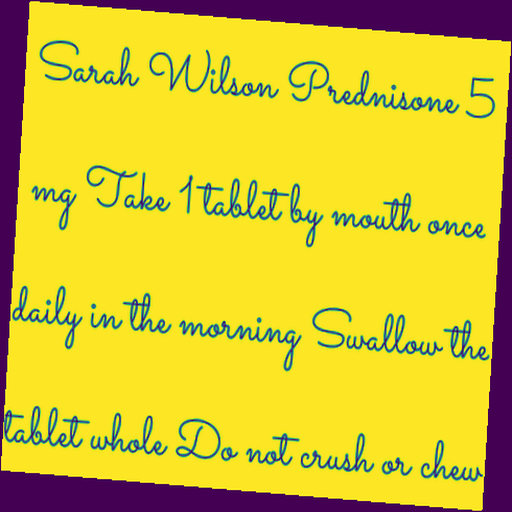 Sarah Wilson Prednisone 5
mg Take 1 tablet by mouth once
daily in the morning Swallow the
tablet whole Do not crush or chew